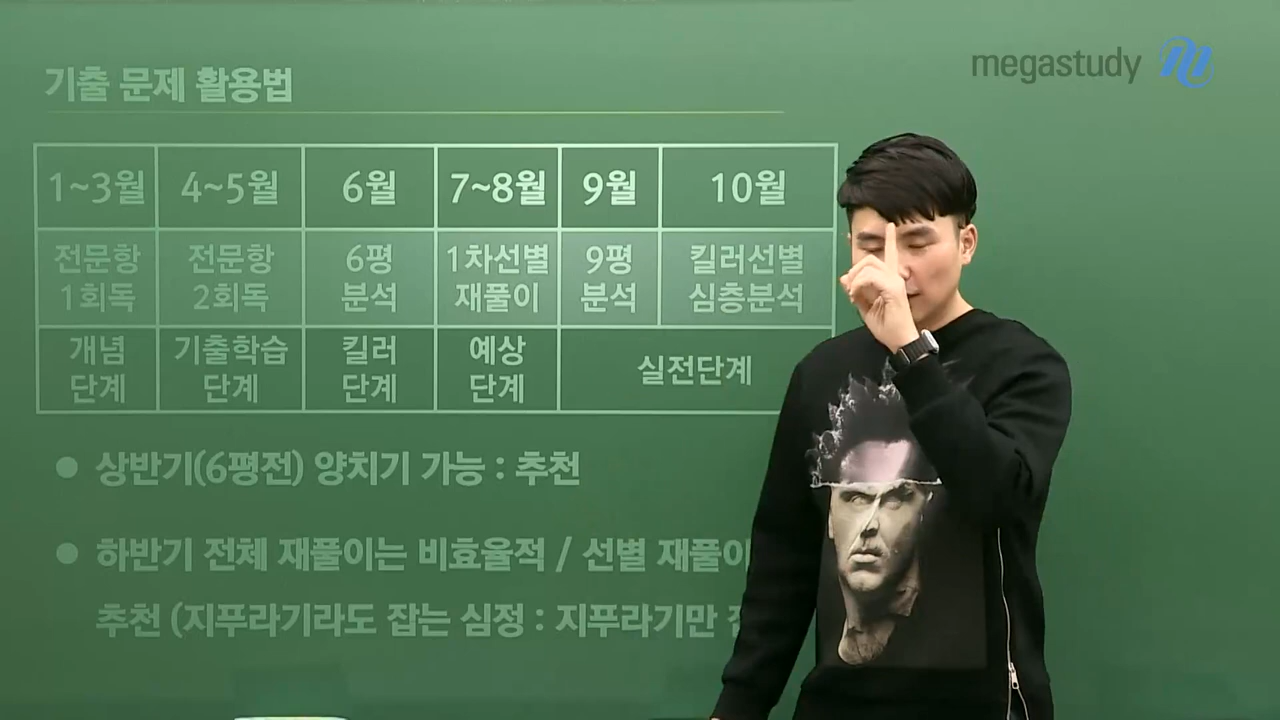 megastudy
기출 문제 활용법
1~3월 4~5월 6월 7~8월 9월 10월
전문항 전문항 6평 1차선별 9평 킬러선별
1회독 2회독 분석 재풀이 분석 심층분석
개념 기출학습 킬러 예상 실전단계
단계 단계 단계 단계
상반기(6평전) 양치기 가능 : 추천
하반기 전체 재풀이는 비효율적 / 선별 재풀이
추천 (지푸라기라도 잡는 심정 : 지푸라기만